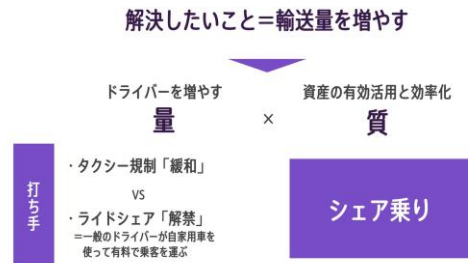 解決したいこと=輸送量を増やす
ドライバーを増やす
量
×
資産の有効活用と効率化
質
打ち手
・タクシー規制「緩和」
VS
・ライドシェア「解禁」
=一般のドライバーが自家用車を
使って有料で乗客を運ぶ
シェア乗り